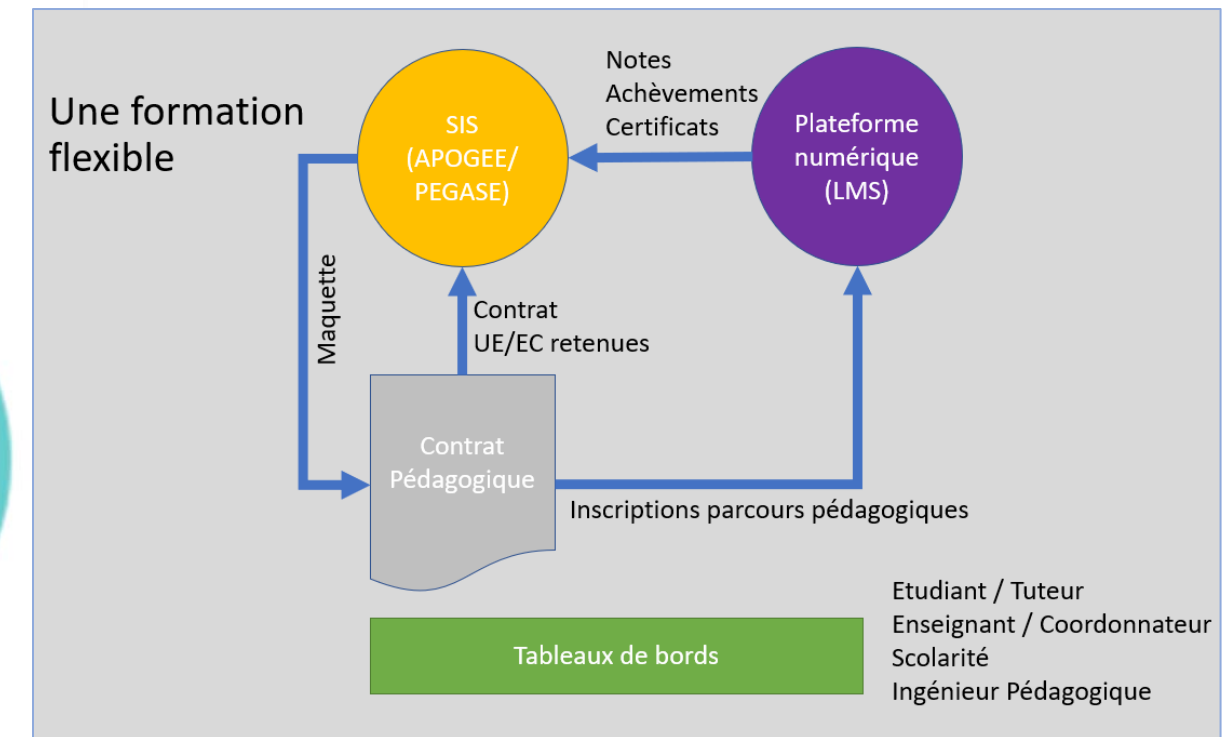 Une formation
flexible
SIS
(APOGEE/
PEGASE)
Notes
Achèvements
Certificats
Plateforme
numérique
(LMS)
Maquette
Contrat
UE/EC retenues
Contrat
Pédagogique
Inscriptions parcours pédagogiques
Tableaux de bords
Etudiant / Tuteur
Enseignant / Coordonnateur
Scolarité
Ingénieur Pédagogique